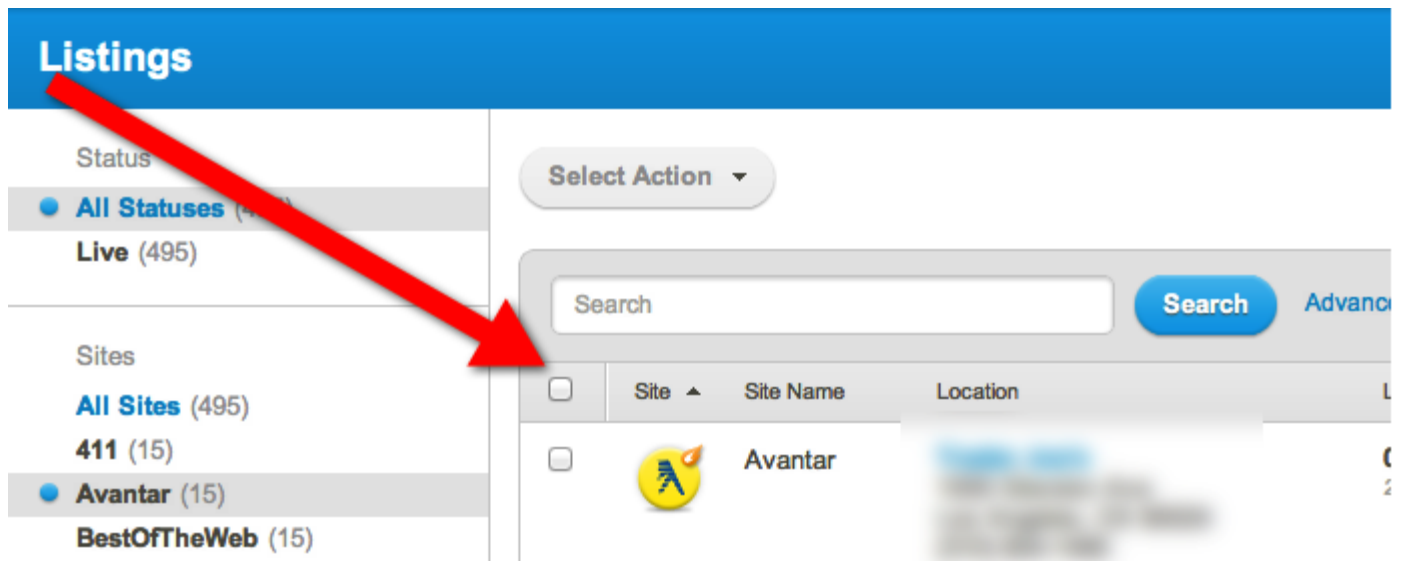 Listings
Status
All Statuses
Live (495)
Sites
All Sites (495)
411 (15)
Avantar (15)
BestOfTheWeb (15)
Select Action
Search
Search
Site
Site Name
Location
Avantar